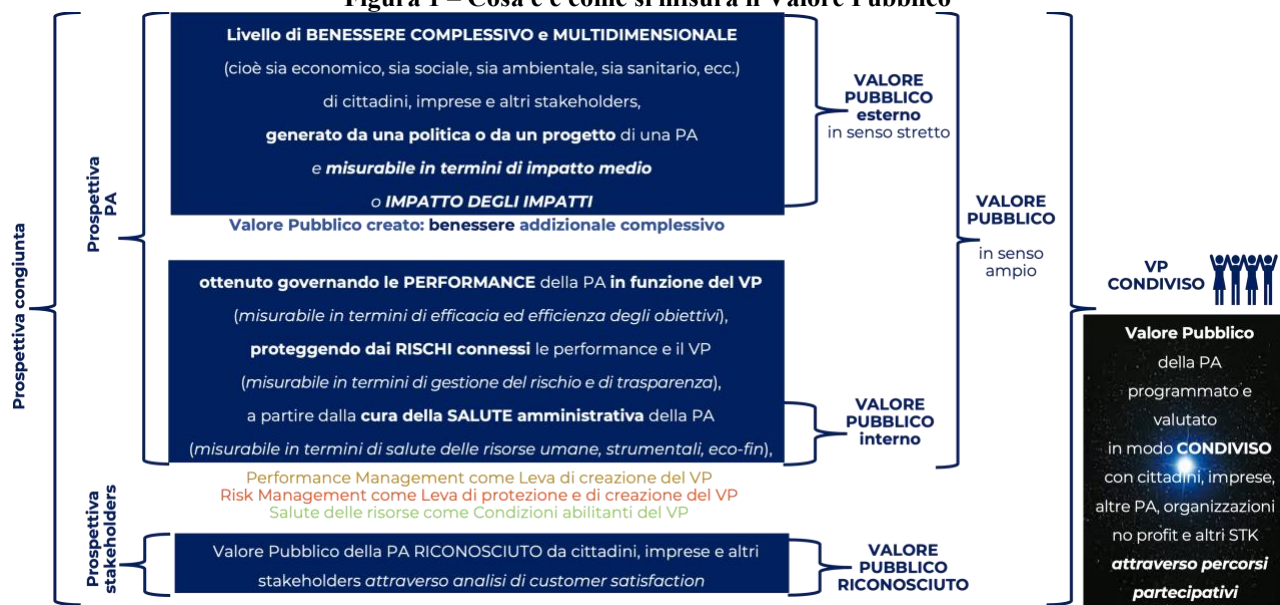 Figura 1 – Cosa è e come si misura il Valore Pubblico
Prospettiva congiunta
Prospettiva
PA
Livello di BENESSERE COMPLESSIVO e MULTIDIMENSIONALE
(cioè sia economico, sia sociale, sia ambientale, sia sanitario, ecc.)
di cittadini, imprese e altri stakeholders,
generato da una politica o da un progetto di una PA
e misurabile in termini di impatto medio
o IMPATTO DEGLI IMPATTI
Valore Pubblico creato: benessere addizionale complessivo
VALORE
PUBBLICO
esterno
in senso stretto
ottenuto governando le PERFORMANCE della PA in funzione del VP
(misurabile in termini di efficacia ed efficienza degli obiettivi),
proteggendo dai RISCHI connessi le performance e il VP
(misurabile in termini di gestione del rischio e di trasparenza),
a partire dalla cura della SALUTE amministrativa della PA
(misurabile in termini di salute delle risorse umane, strumentali, eco-fin),
VALORE
PUBBLICO
interno
Performance Management come Leva di creazione del VP
Risk Management come Leva di protezione e di creazione del VP
Salute delle risorse come Condizioni abilitanti del VP
VALORE
PUBBLICO
in senso
ampio
Prospettiva
stakeholders
Valore Pubblico della PA RICONOSCIUTO da cittadini, imprese e altri
stakeholders attraverso analisi di customer satisfaction
VALORE
PUBBLICO
RICONOSCIUTO
VP
CONDIVISO
Valore Pubblico
della PA
programmato e
valutato
in modo CONDIVISO
con cittadini, imprese,
altre PA, organizzazioni
no profit e altri STK
attraverso percorsi
partecipativi